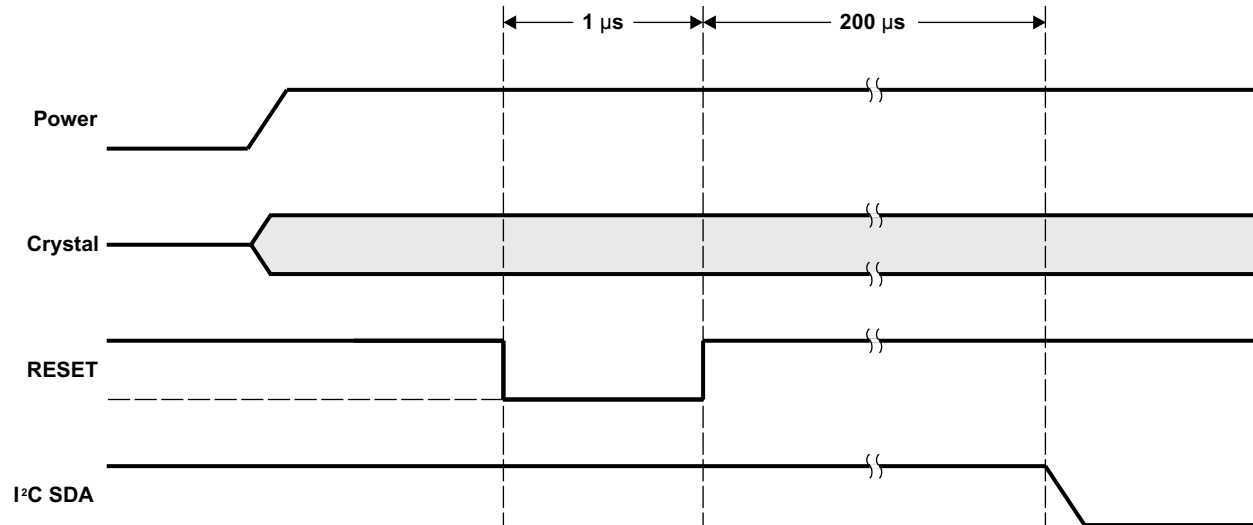 1 μs
200 μs
Power
Crystal
RESET
I²C SDA